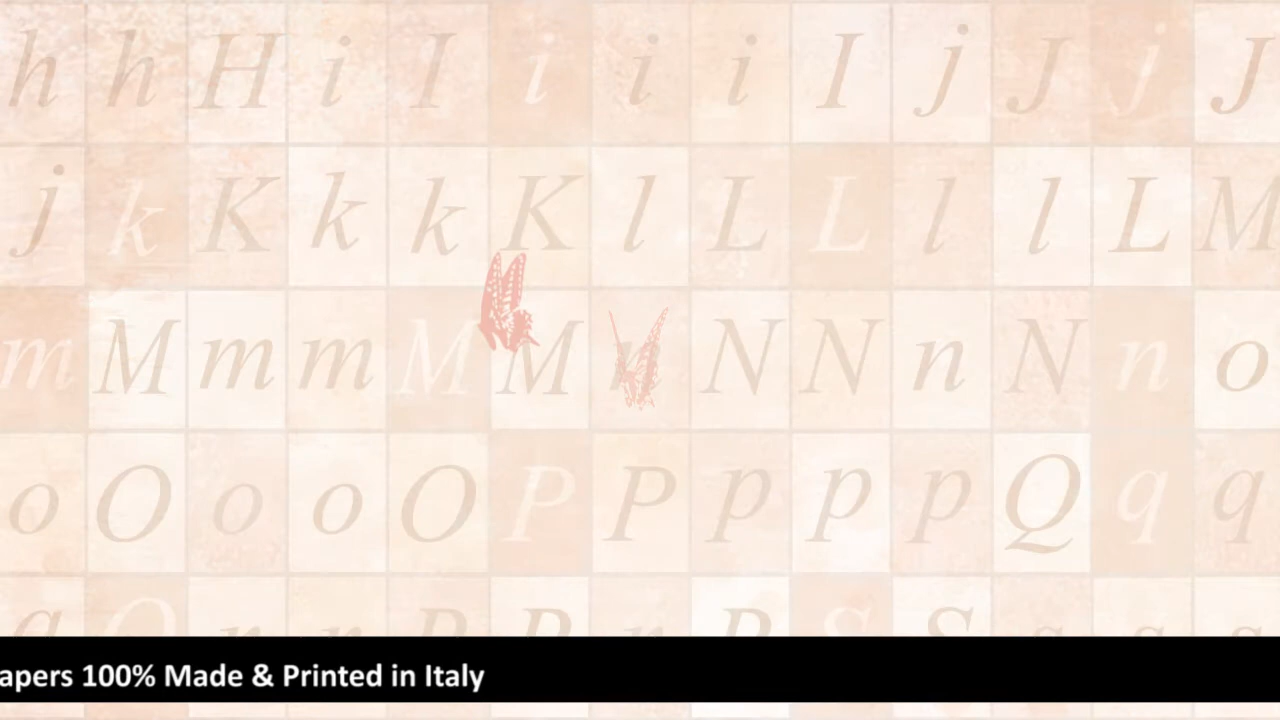 h h H i I i i i I j J j J
j k K k k K l L L l l L M
m M m m M M n N N n N n o
o O o o O P P p p p Q q q
q Q r r R R r R S S s s s
apers 100% Made & Printed in Italy